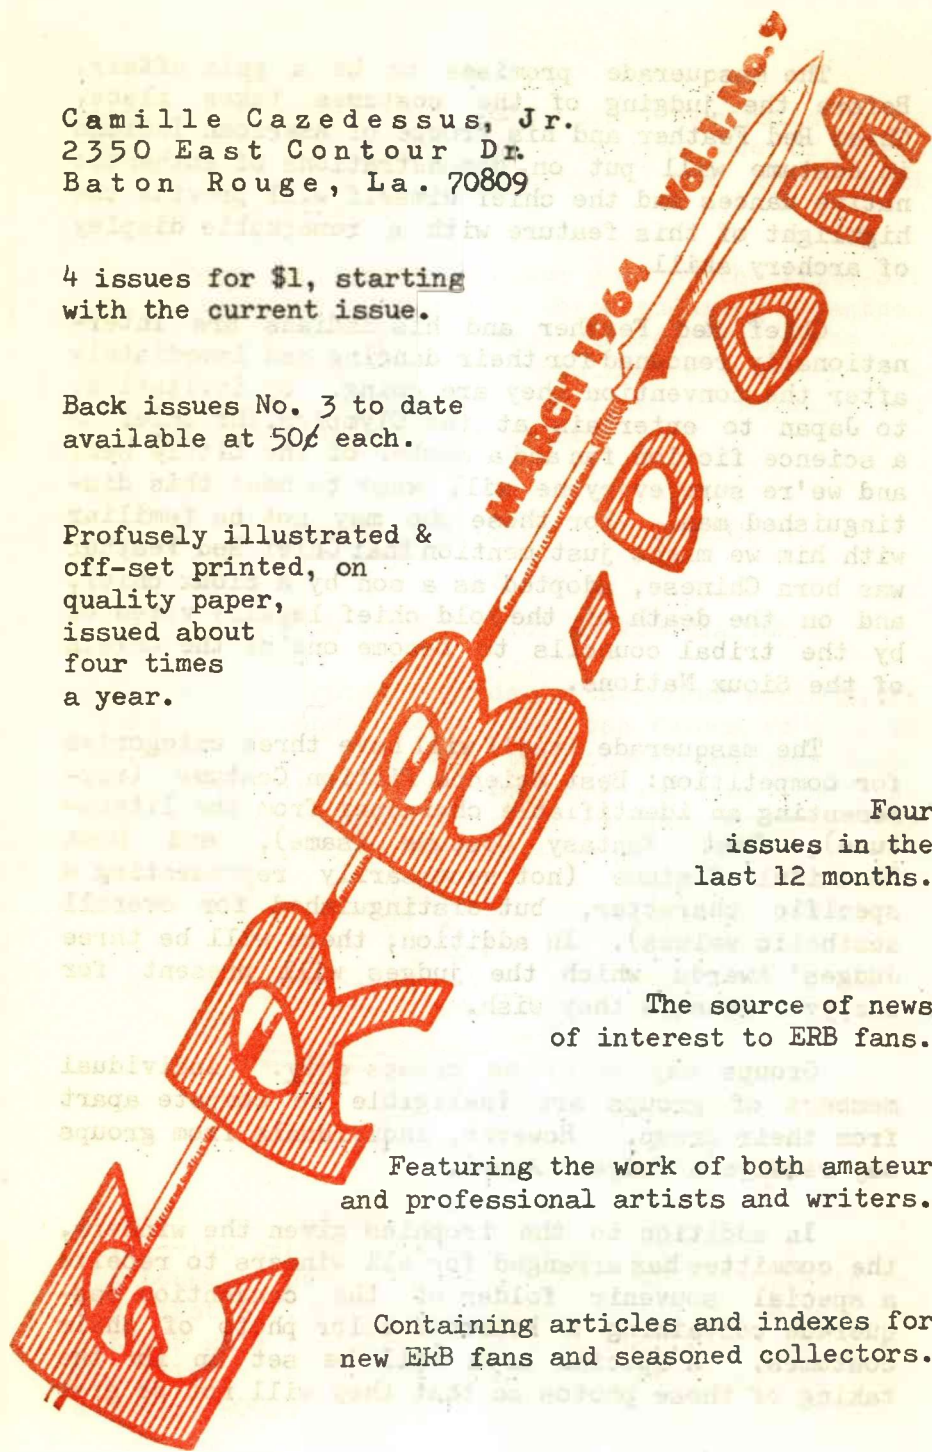 Camille Cazedessus, Jr.
2350 East Contour Dr.
Baton Rouge, La. 70809
4 issues for $1, starting
with the current issue.
Back issues No. 3 to date
available at 50¢ each.
Profusely illustrated &
off-set printed, on
quality paper,
issued about
four times
a year.
ERB-DOM
MARCH 1964 Vol. 1, No. 9
Four
issues in the
last 12 months.
The source of news
of interest to ERB fans.
Featuring the work of both amateur
and professional artists and writers.
Containing articles and indexes for
new ERB fans and seasoned collectors.